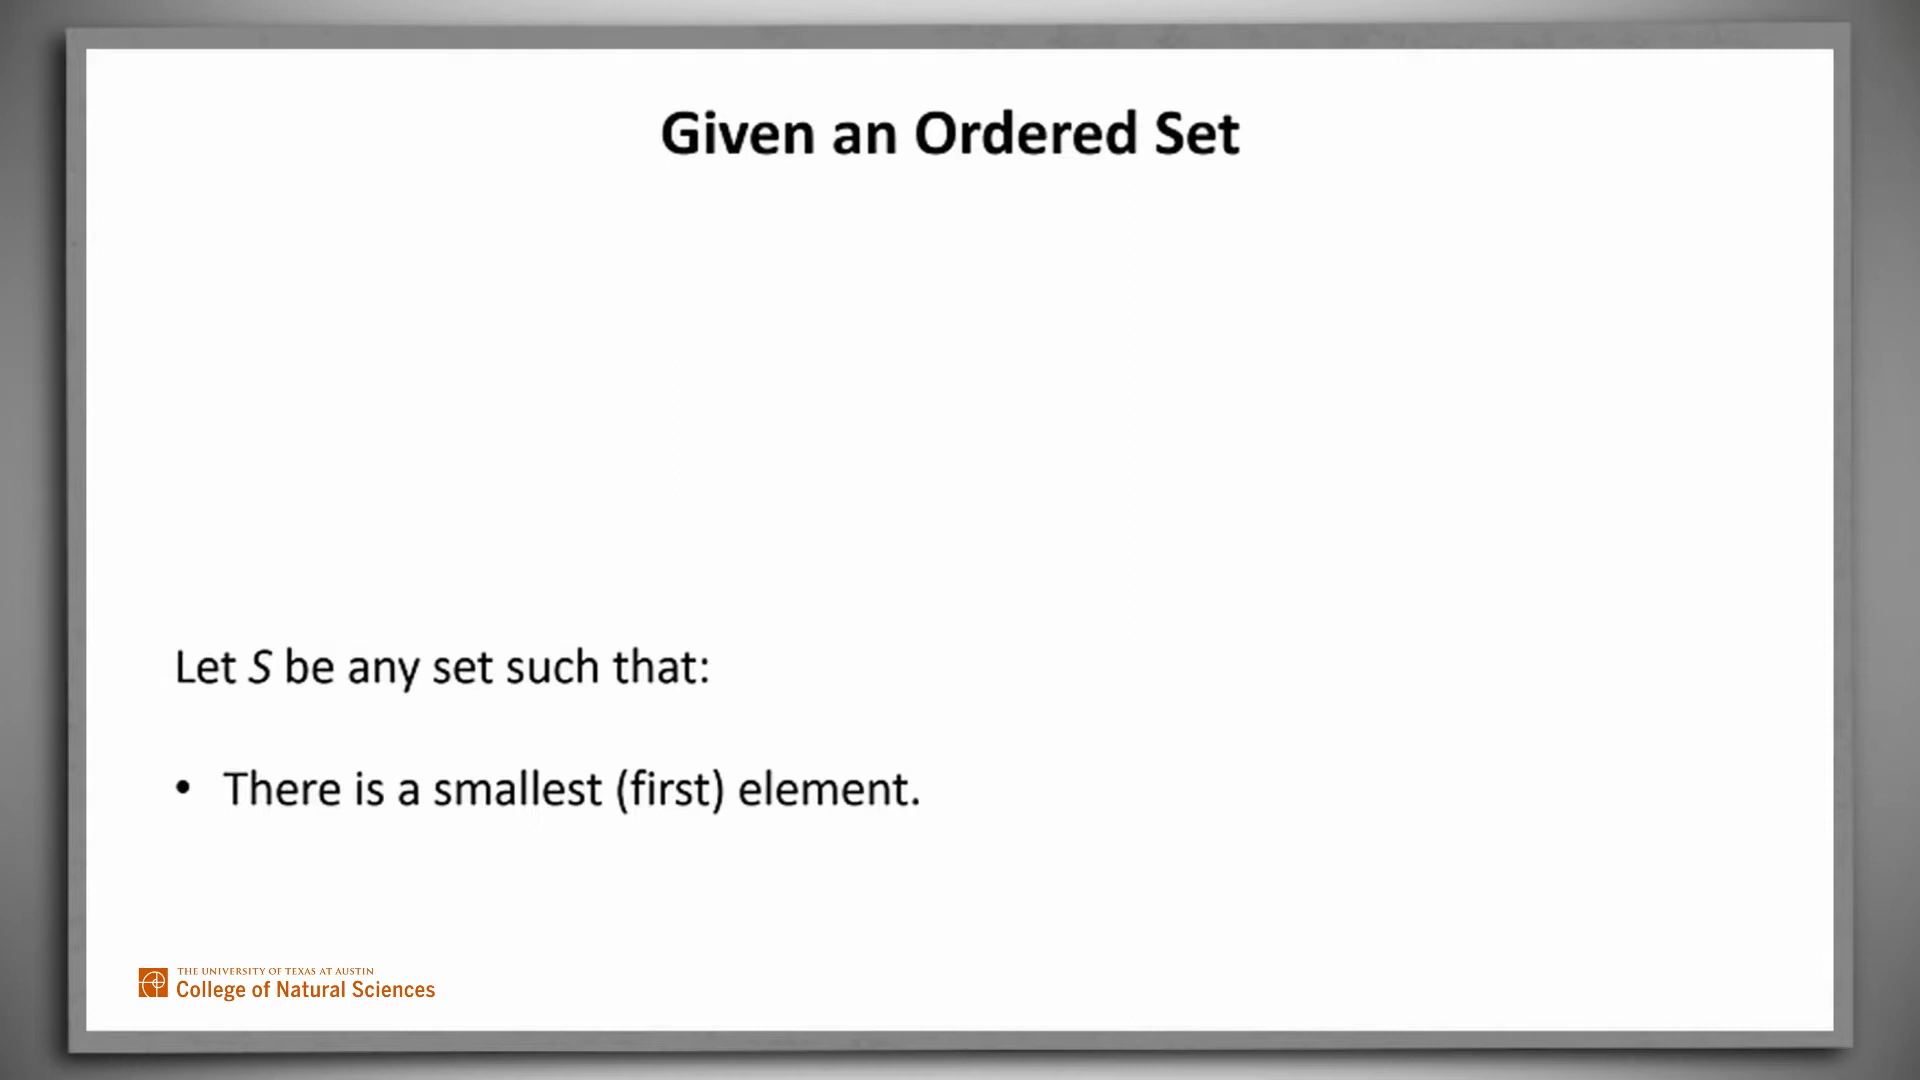 Given an Ordered Set
Let S be any set such that:
• There is a smallest (first) element.
THE UNIVERSITY OF TEXAS AT AUSTIN
College of Natural Sciences